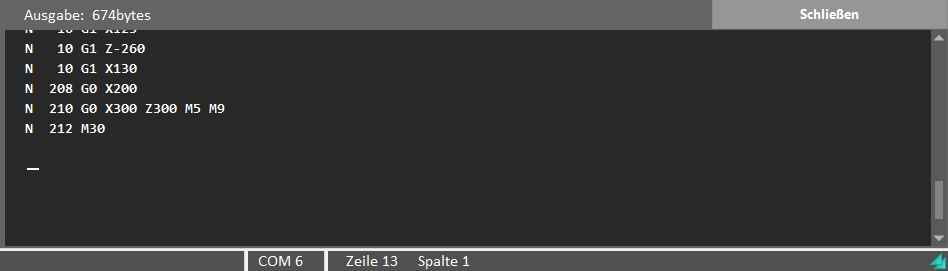 Ausgabe: 674bytes
Schließen
N 10 G1 X125
N 10 G1 Z-260
N 10 G1 X130
N 208 G0 X200
N 210 G0 X300 Z300 M5 M9
N 212 M30
COM 6
Zeile 13 Spalte 1